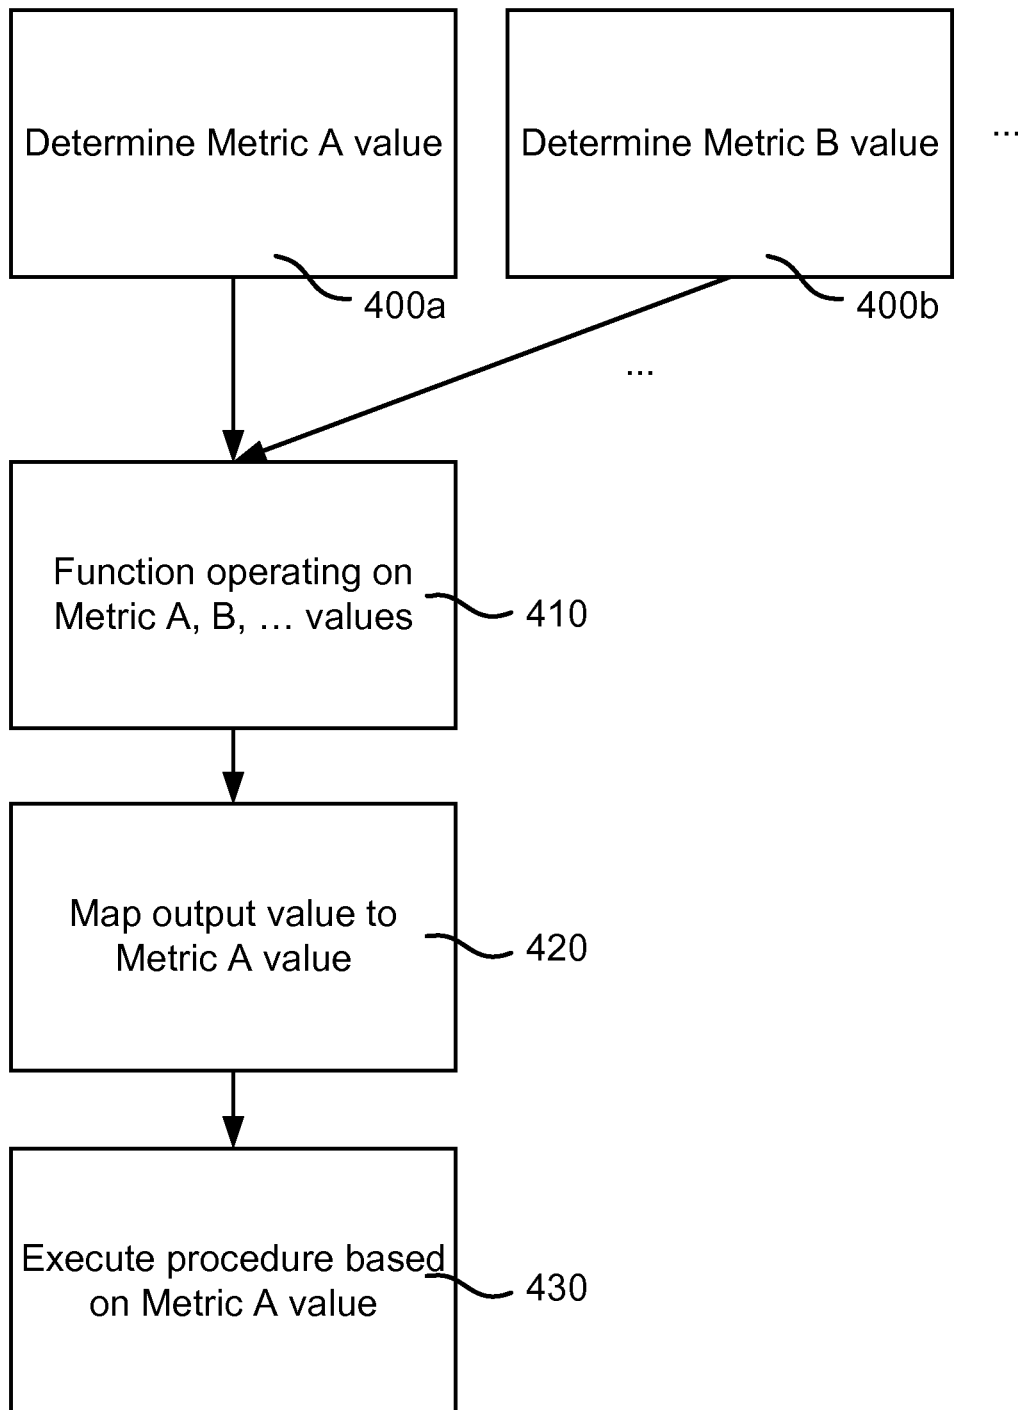 Determine Metric A value
Determine Metric B value
...
400a
400b
...
Function operating on
Metric A, B, … values
410
Map output value to
Metric A value
420
Execute procedure based
on Metric A value
430